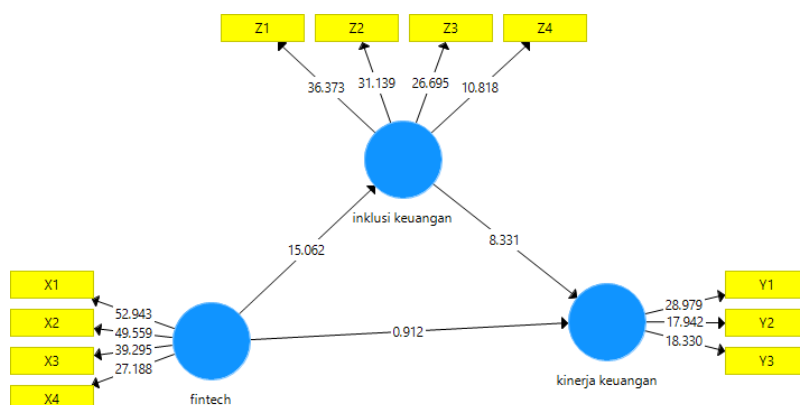 Z1
Z2
Z3
Z4
36.373
31.139
26.695
10.818
inklusi keuangan
15.062
8.331
X1
X2
X3
X4
52.943
49.559
39.295
27.188
fintech
0.912
kinerja keuangan
28.979
17.942
18.330
Y1
Y2
Y3